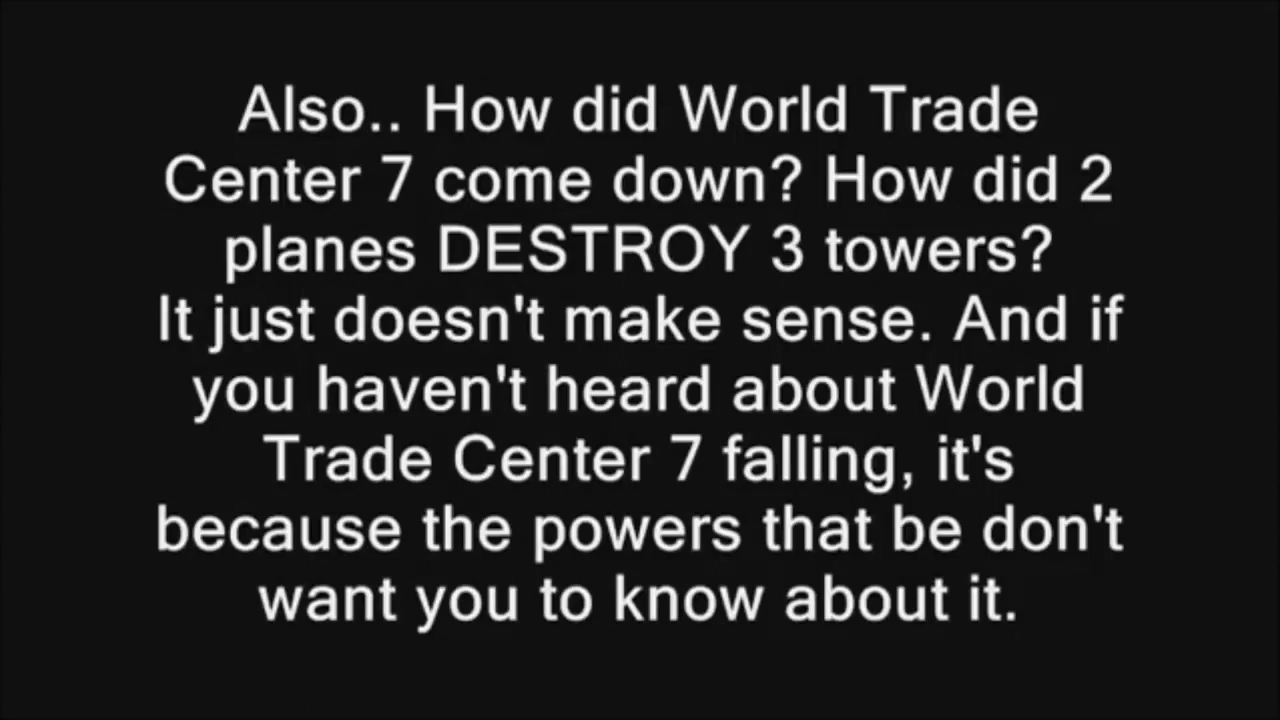 Also.. How did World Trade
Center 7 come down? How did 2
planes DESTROY 3 towers?
It just doesn't make sense. And if
you haven't heard about World
Trade Center 7 falling, it's
because the powers that be don't
want you to know about it.